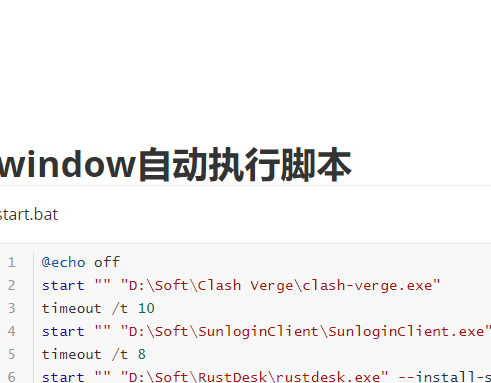 window自动执行脚本
start.bat
1 @echo off
2 start "" "D:\Soft\Clash Verge\clash-verge.exe"
3 timeout /t 10
4 start "" "D:\Soft\SunloginClient\SunloginClient.exe"
5 timeout /t 8
6 start "" "D:\Soft\RustDesk\rustdesk.exe" --install-s